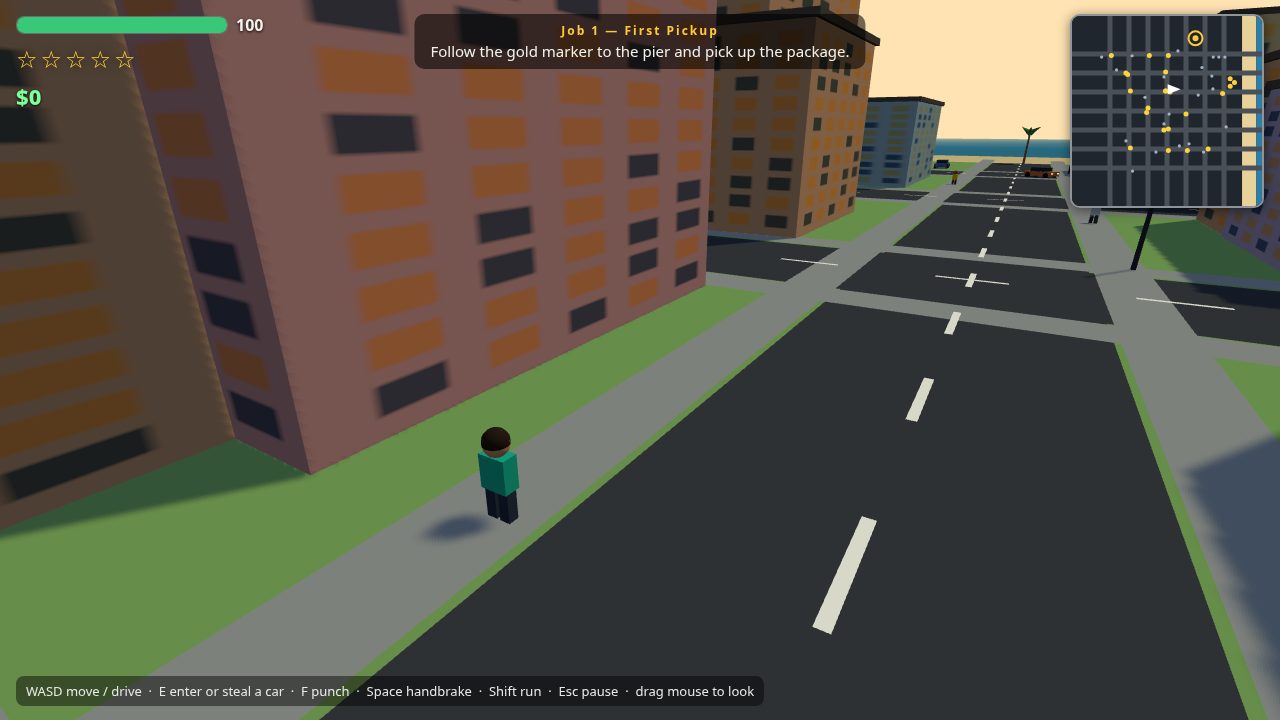 100
☆☆☆☆☆
$0
Job 1 — First Pickup
Follow the gold marker to the pier and pick up the package.
WASD move / drive · E enter or steal a car · F punch · Space handbrake · Shift run · Esc pause · drag mouse to look